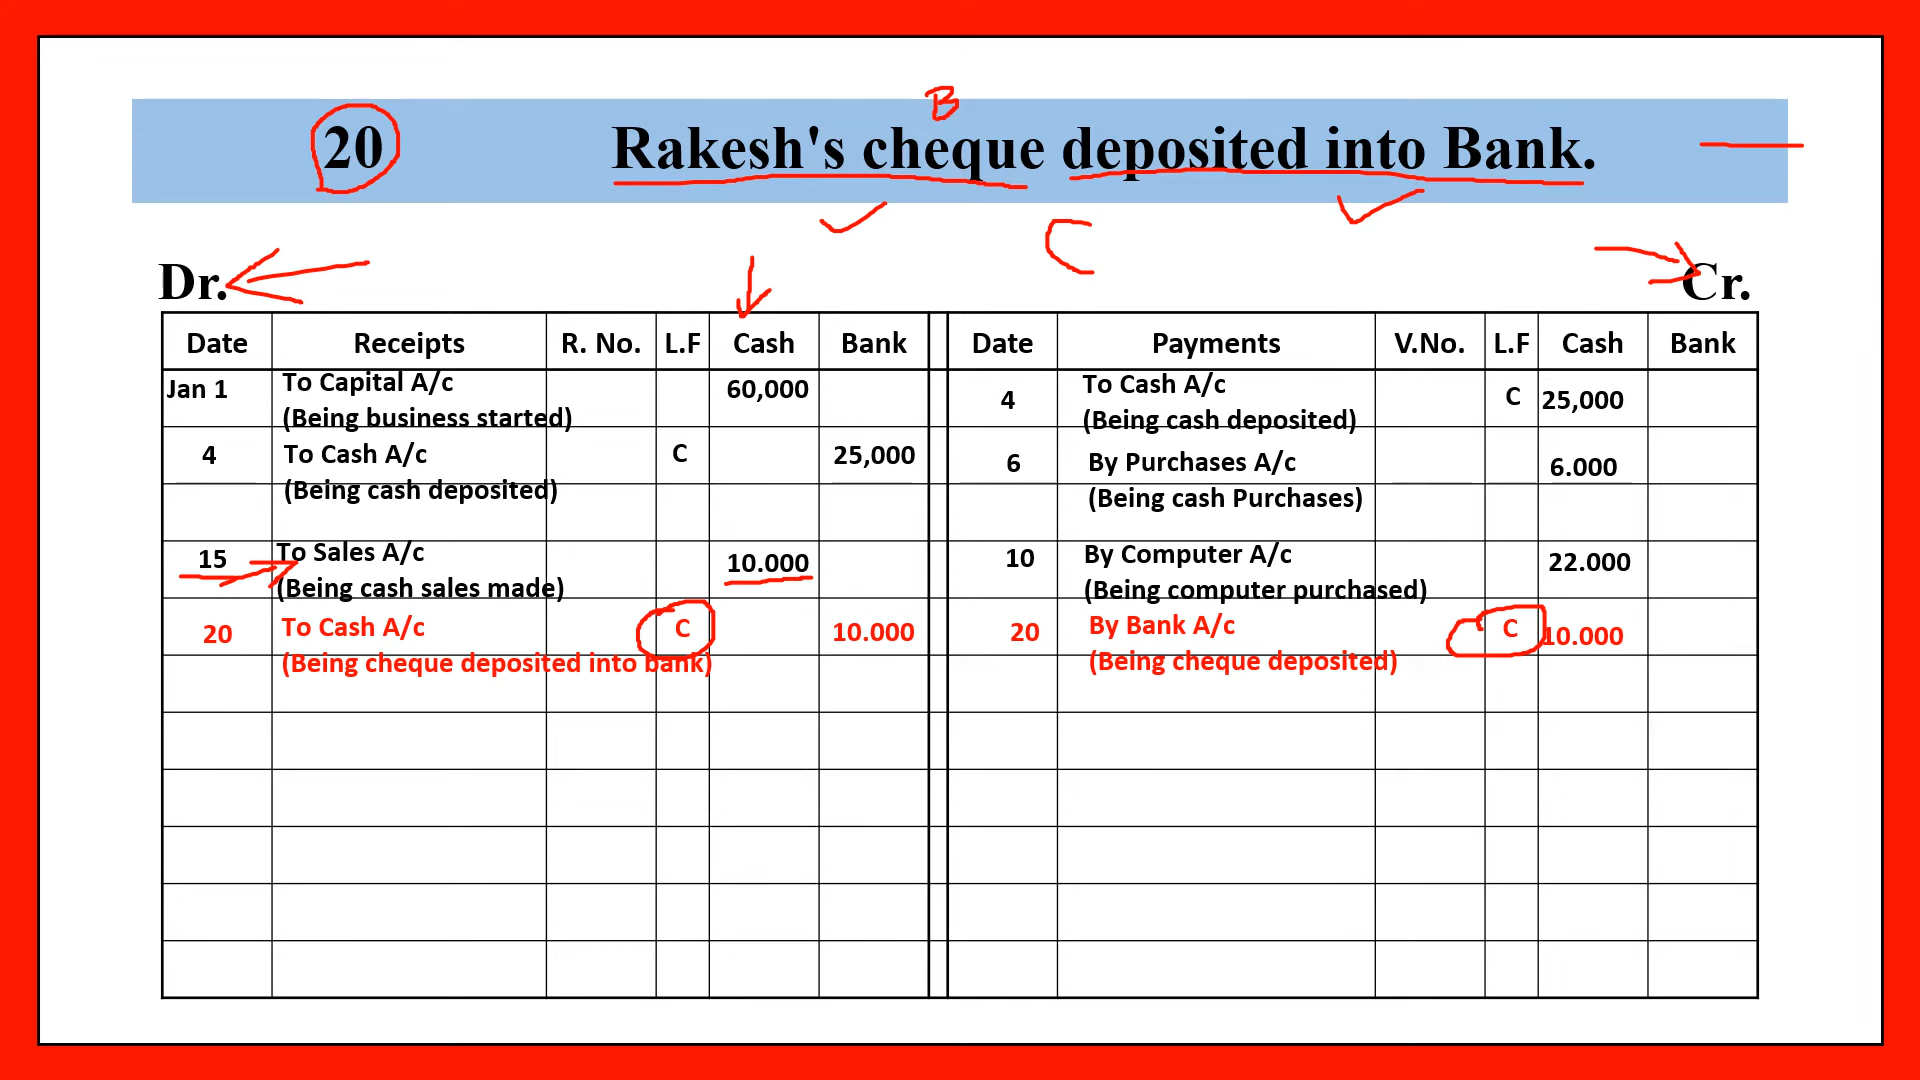 B
20 Rakesh's cheque deposited into Bank.
C
Dr. Cr.
Date Receipts R. No. L.F Cash Bank Date Payments V.No. L.F Cash Bank
Jan 1 To Capital A/c 60,000 4 To Cash A/c C 25,000
(Being business started) (Being cash deposited)
4 To Cash A/c C 25,000 6 By Purchases A/c 6.000
(Being cash deposited) (Being cash Purchases)
15 To Sales A/c 10.000 10 By Computer A/c 22.000
(Being cash sales made) (Being computer purchased)
20 To Cash A/c C 10.000 20 By Bank A/c C 10.000
(Being cheque deposited into bank) (Being cheque deposited)